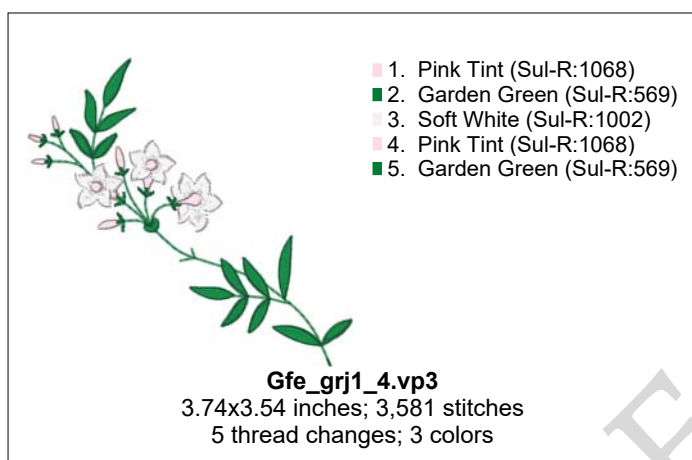 1. Pink Tint (Sul-R:1068)
2. Garden Green (Sul-R:569)
3. Soft White (Sul-R:1002)
4. Pink Tint (Sul-R:1068)
5. Garden Green (Sul-R:569)
Gfe_grj1_4.vp3
3.74x3.54 inches; 3,581 stitches
5 thread changes; 3 colors